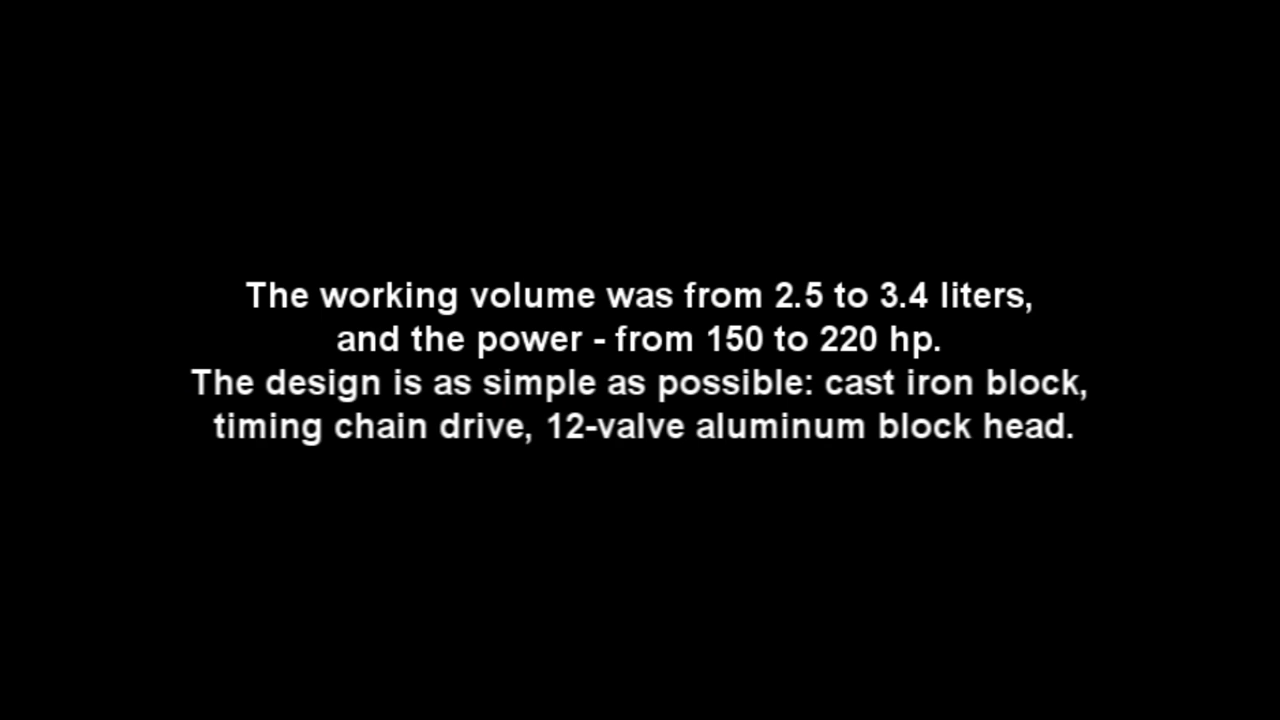 The working volume was from 2.5 to 3.4 liters,
and the power - from 150 to 220 hp.
The design is as simple as possible: cast iron block,
timing chain drive, 12-valve aluminum block head.